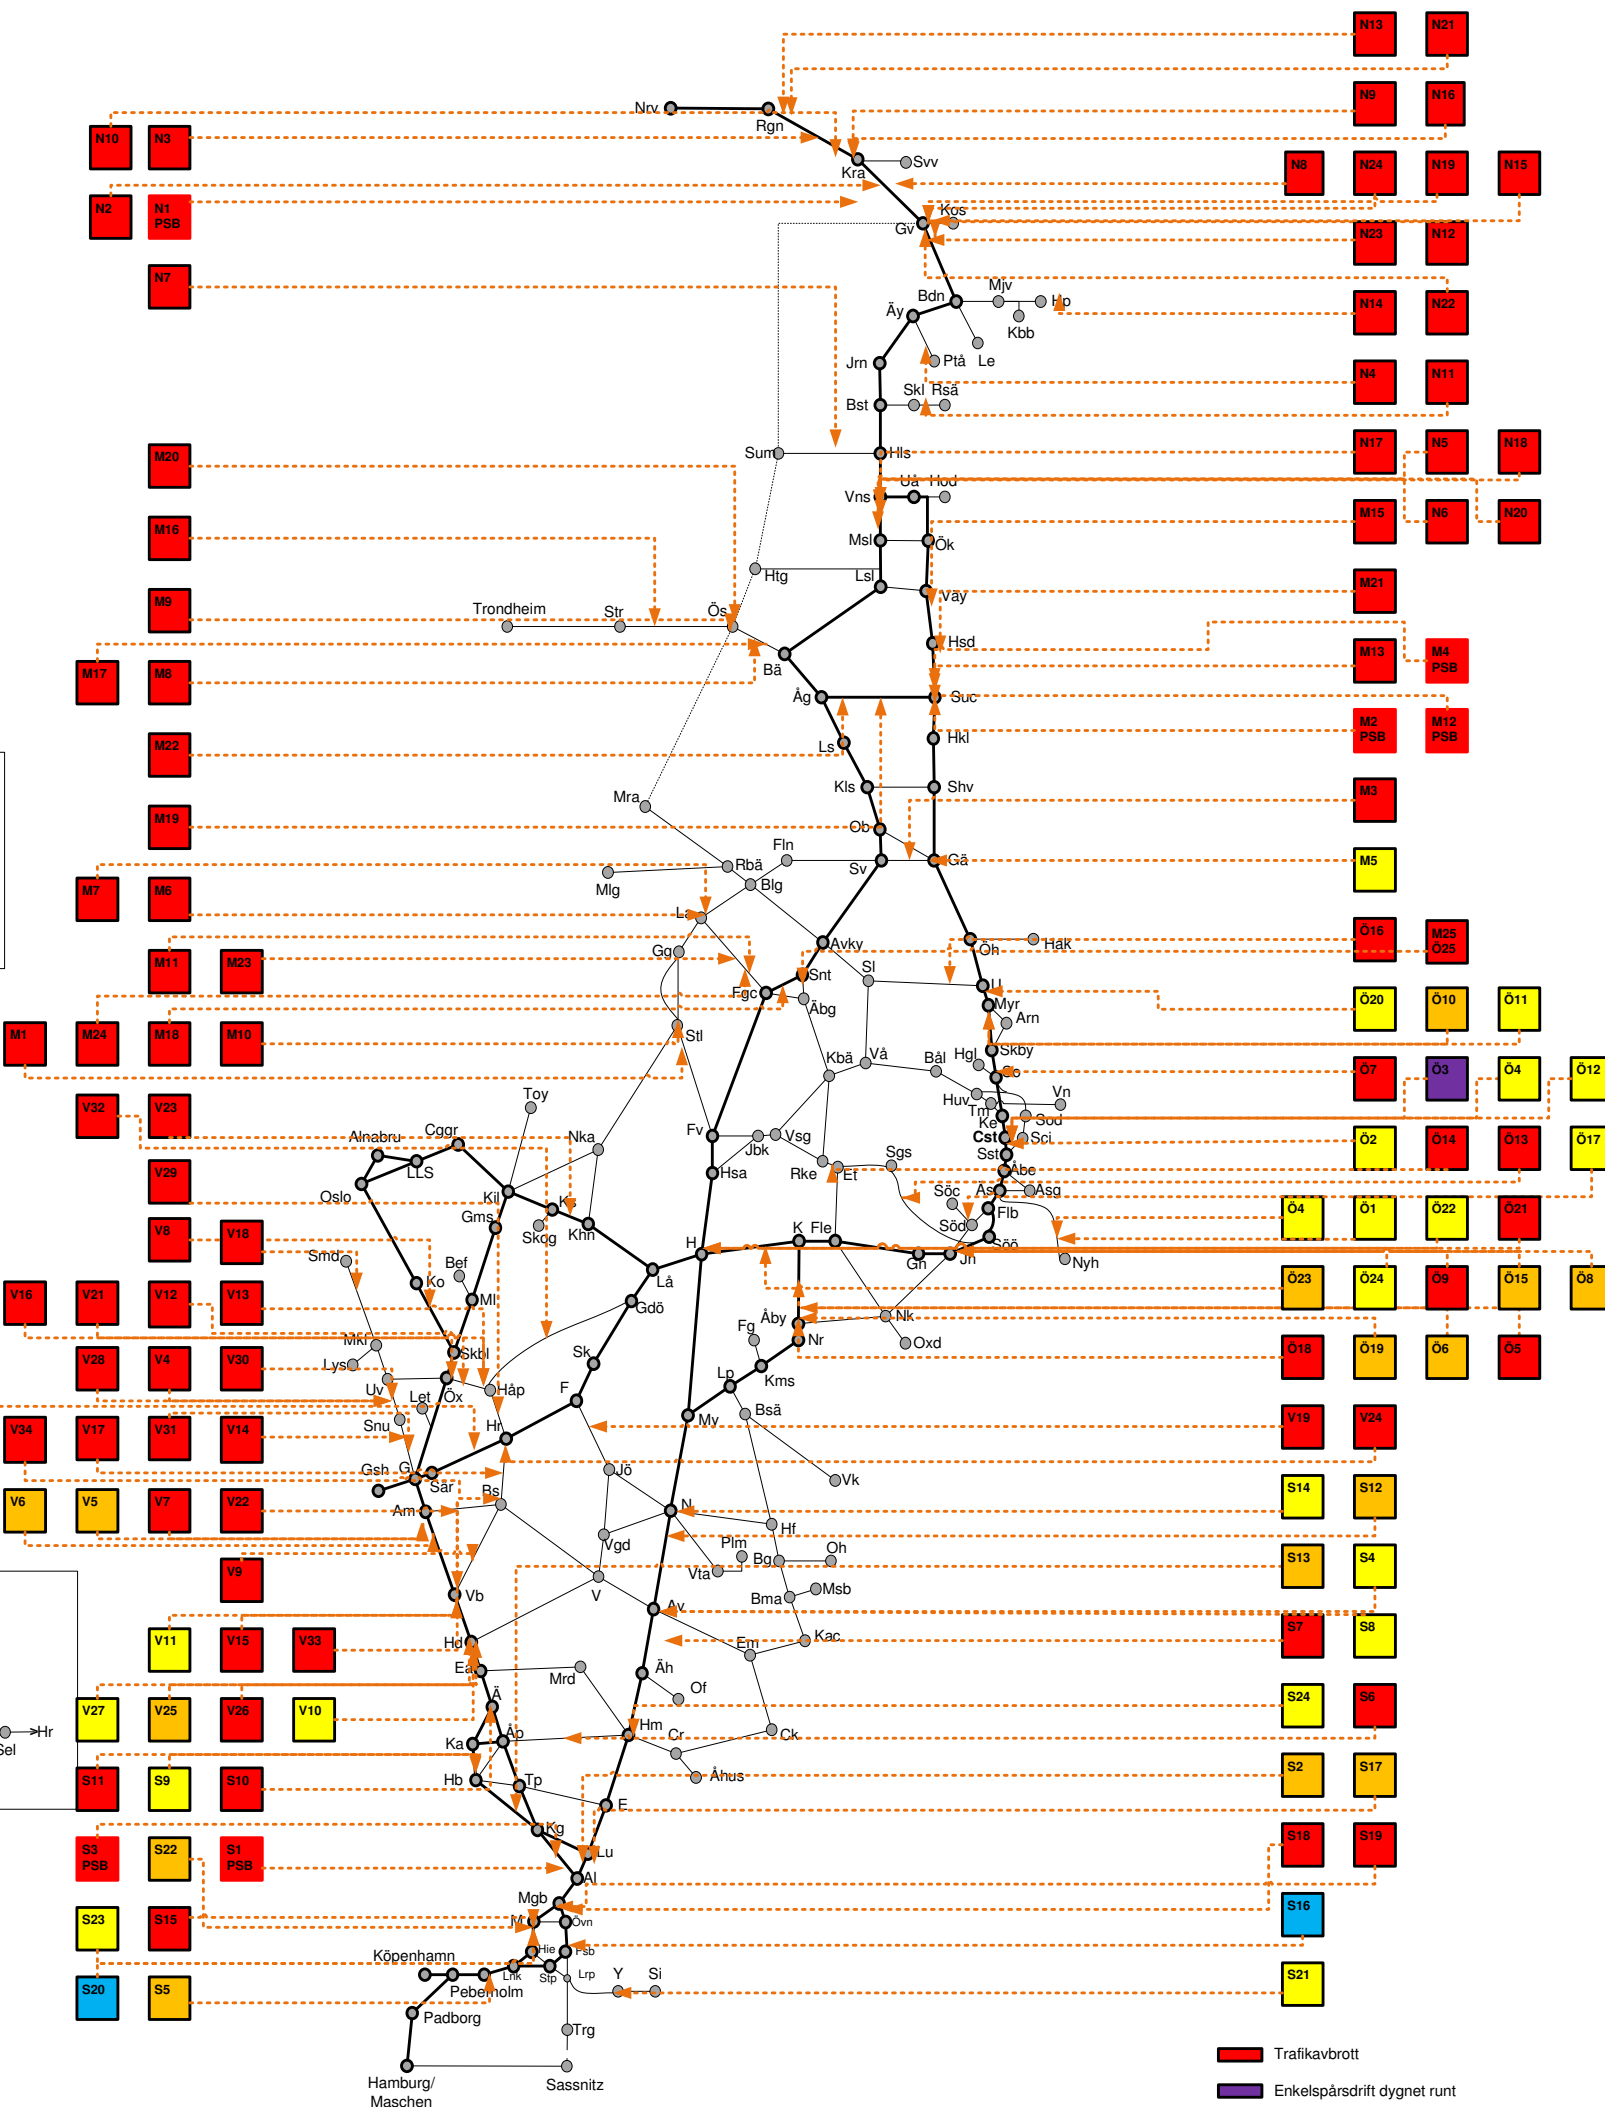 N13 N21
N9 N16
Nrv
Rgn
N10 N3
Kra Svv
N8 N24 N19 N15
N2 N1
PSB
Kos
Gv
N23 N12
N7
Mjv Hp
Bdn
Äy
Kbb
N14 N22
Jrn
Ptå Le
N4 N11
Skl Rsä
Bst
M20
Sum Hls
N17 N5 N18
Uå Hod
Vns
M16
M15 N6 N20
Msl Ök
Htg
Lsl
Väy
M9
M21
Trondheim Str Ös
Hsd
M17 M8
Bä
M13 M4
PSB
Åg Suc
M22
Ls
Hkl
M2
PSB
M12
PSB
Kls Shv
M3
Mra
M19
Ob
Fln
Rbä
Sv Gä
M5
Mlg
Blg
M7 M6
La
Ö16 M25
Ö25
Avky
Öh Hak
M11 M23
Gg
Snt
Sl
Fgc
U
Äbg
Myr
Ö20 Ö10 Ö11
Arn
M1 M24 M18 M10
Stl
Skby
Kbä Vå Bål Hgl
Ö7 Ö3 Ö4 Ö12
V32 V23
Toy
Huv
Vn
Tm
Ke Söd
Alnabru Cggr
Nka
Fv
Jbk
Vsg
Cst Sci
Ö2 Ö14 Ö13 Ö17
LLS
Sst
V29
Hsa
Rke Et
Sgs
Åbe
Oslo
Kil
Ks
Söc
As Åsg
Ö4 Ö1 Ö22 Ö21
Gms
Skog
Khn
Flb
Söd
V8 V18
K Fle
Söö
H
Gn Jn
Nyh
Smd
Bef
Lå
V16 V21 V12 V13
Ko
Ml
Gdö
Ö23 Ö24 Ö9 Ö15 Ö8
Åby
Nk
Mkr
Skbl
Fg
Nr
Oxd
V28 V4 V30
Lys
Sk
Kms
Ö18 Ö19 Ö6 Ö5
Uv
Öx
Håp
F
Lp
Let
Bsä
V34 V17 V31 V14
Snu
Hr
My
V19 V24
Gsh
G
Sär
Jö
Vk
V6 V5 V7 V22
Am
Bs
N
S14 S12
Hf
Vgd
Plm
Oh
Bg
V9
Vta
S13 S4
V
Vb
Bma Msb
Av
V11 V15 V33
Hd
Em
Kac
S7 S8
Ea
Mrd
Äh
Of
V27 V25 V26 V10
Ä
S24 S6
Hr
Hm
Sel
Ka
Åp
Cr
Ck
S11 S9 S10
Hb
Tp
Åhus
S2 S17
E
S3
PSB
S22 S1
PSB
Kg
Lu
S18 S19
Al
S23 S15
Mgb
S16
M Övn
Köpenhamn
Hie Fsb
S20 S5
Lnk Stp Lrp
Y Si
S21
Peberholm
Padborg
Trg
Trafikavbrott
Hamburg/
Maschen
Sassnitz
Enkelspårsdrift dygnet runt